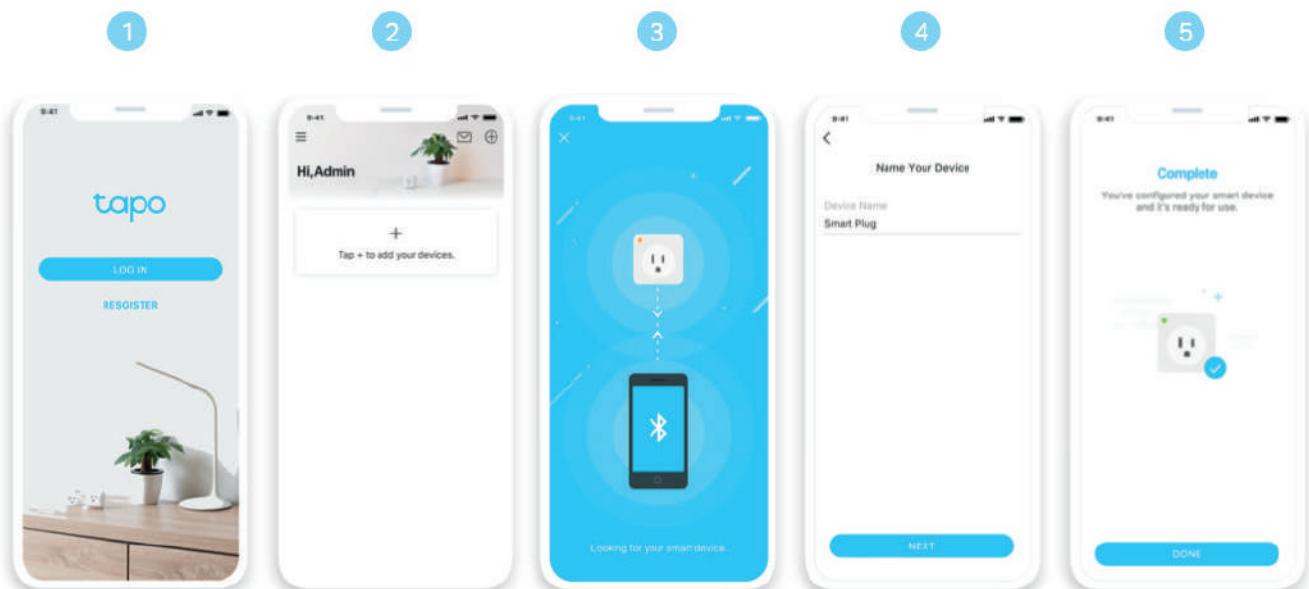 1
2
3
4
5
9:41
tapo
LOG IN
RESGISTER
9:41
Hi,Admin
+
Tap + to add your devices.
9:41
Looking for your smart device...
9:41
Name Your Device
Device Name
Smart Plug
NEXT
9:41
Complete
You've configured your smart device
and it's ready for use.
DONE